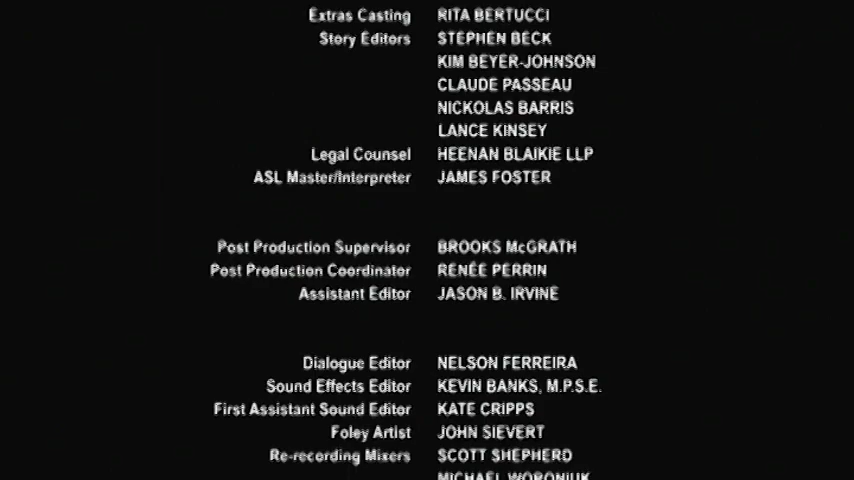 Extras Casting RITA BERTUCCI
Story Editors STEPHEN BECK
KIM BEYER-JOHNSON
CLAUDE PASSEAU
NICKOLAS BARRIS
LANCE KINSEY
Legal Counsel HEENAN BLAIKIE LLP
ASL Master/Interpreter JAMES FOSTER
Post Production Supervisor BROOKS McGRATH
Post Production Coordinator RENÉE PERRIN
Assistant Editor JASON B. IRVINE
Dialogue Editor NELSON FERREIRA
Sound Effects Editor KEVIN BANKS, M.P.S.E.
First Assistant Sound Editor KATE CRIPPS
Foley Artist JOHN SIEVERT
Re-recording Mixers SCOTT SHEPHERD
MICHAEL WORONIUK